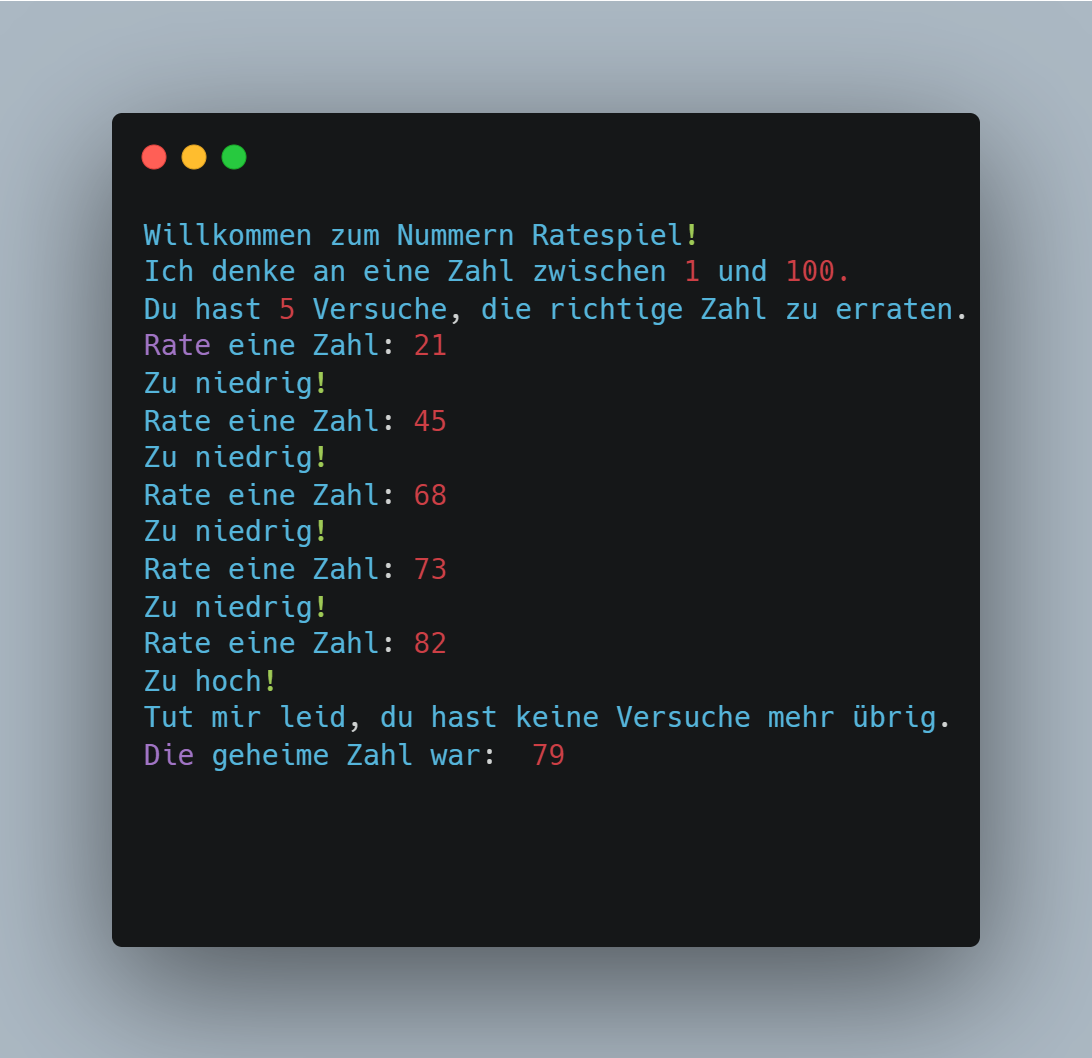 Willkommen zum Nummern Ratespiel!
Ich denke an eine Zahl zwischen 1 und 100.
Du hast 5 Versuche, die richtige Zahl zu erraten.
Rate eine Zahl: 21
Zu niedrig!
Rate eine Zahl: 45
Zu niedrig!
Rate eine Zahl: 68
Zu niedrig!
Rate eine Zahl: 73
Zu niedrig!
Rate eine Zahl: 82
Zu hoch!
Tut mir leid, du hast keine Versuche mehr übrig.
Die geheime Zahl war:  79